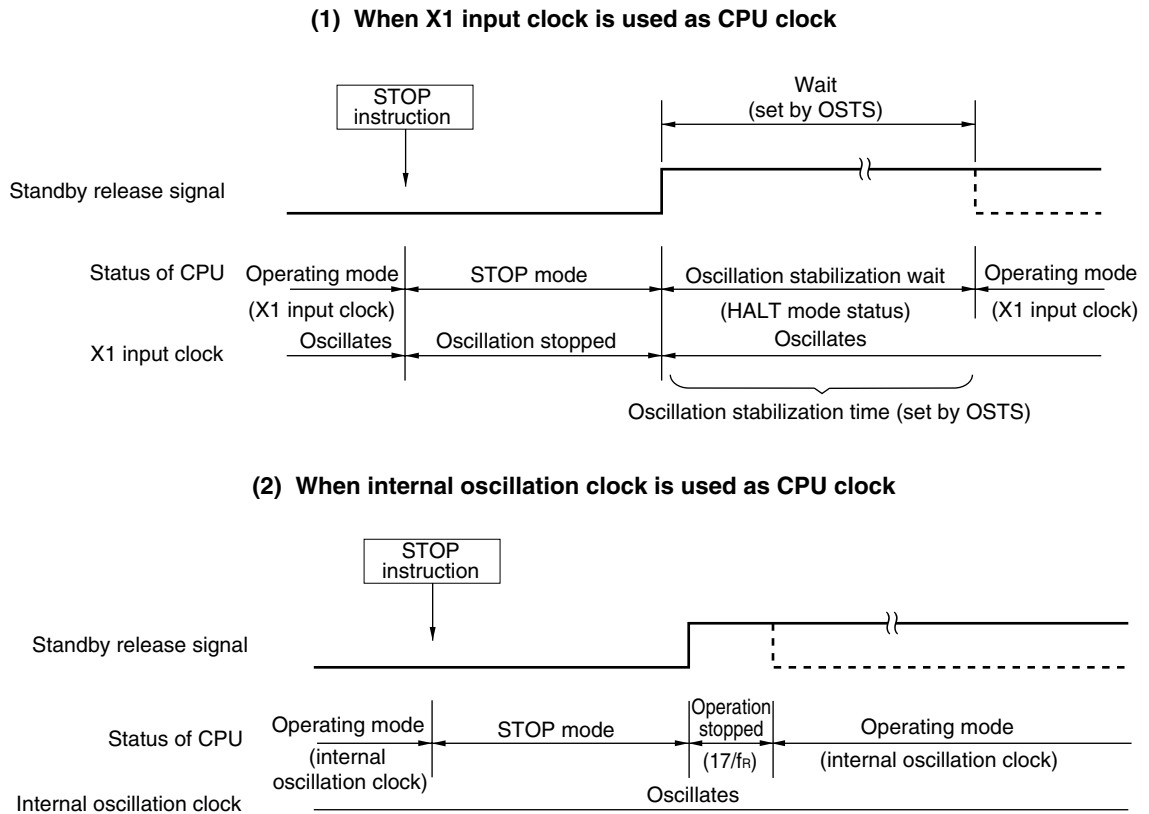 (1) When X1 input clock is used as CPU clock
STOP
instruction
Wait
(set by OSTS)
Standby release signal
Status of CPU
Operating mode
(X1 input clock)
STOP mode
Oscillation stabilization wait
(HALT mode status)
Operating mode
(X1 input clock)
X1 input clock
Oscillates
Oscillation stopped
Oscillates
Oscillation stabilization time (set by OSTS)
(2) When internal oscillation clock is used as CPU clock
STOP
instruction
Standby release signal
Status of CPU
Operating mode
(internal
oscillation clock)
STOP mode
Operation
stopped
(17/fR)
Operating mode
(internal oscillation clock)
Internal oscillation clock
Oscillates